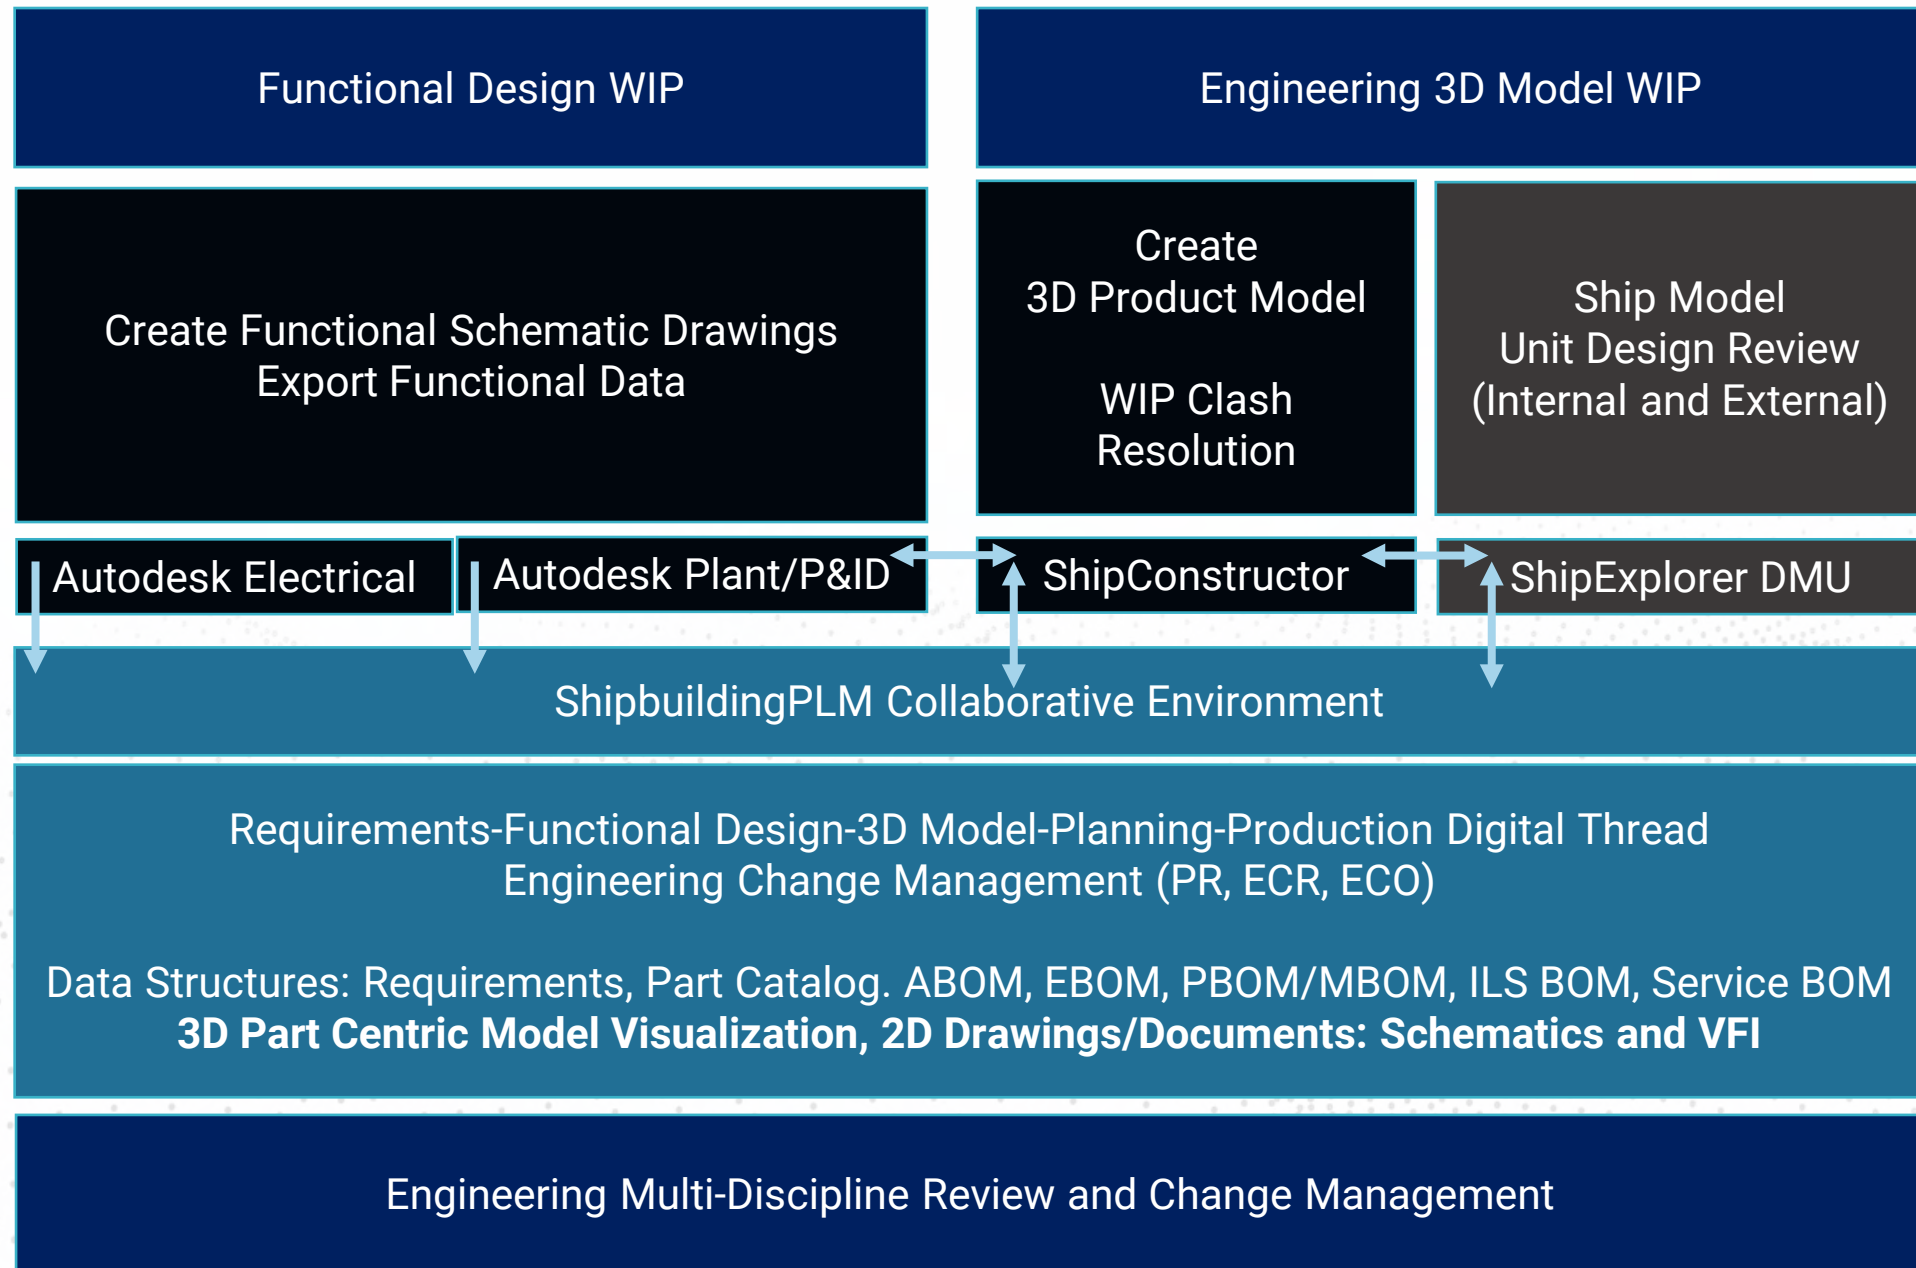 Functional Design WIP
Engineering 3D Model WIP
Create Functional Schematic Drawings
Export Functional Data
Create
3D Product Model
WIP Clash
Resolution
Ship Model
Unit Design Review
(Internal and External)
Autodesk Electrical
Autodesk Plant/P&ID
ShipConstructor
ShipExplorer DMU
ShipbuildingPLM Collaborative Environment
Requirements-Functional Design-3D Model-Planning-Production Digital Thread
Engineering Change Management (PR, ECR, ECO)
Data Structures: Requirements, Part Catalog. ABOM, EBOM, PBOM/MBOM, ILS BOM, Service BOM
3D Part Centric Model Visualization, 2D Drawings/Documents: Schematics and VFI
Engineering Multi-Discipline Review and Change Management